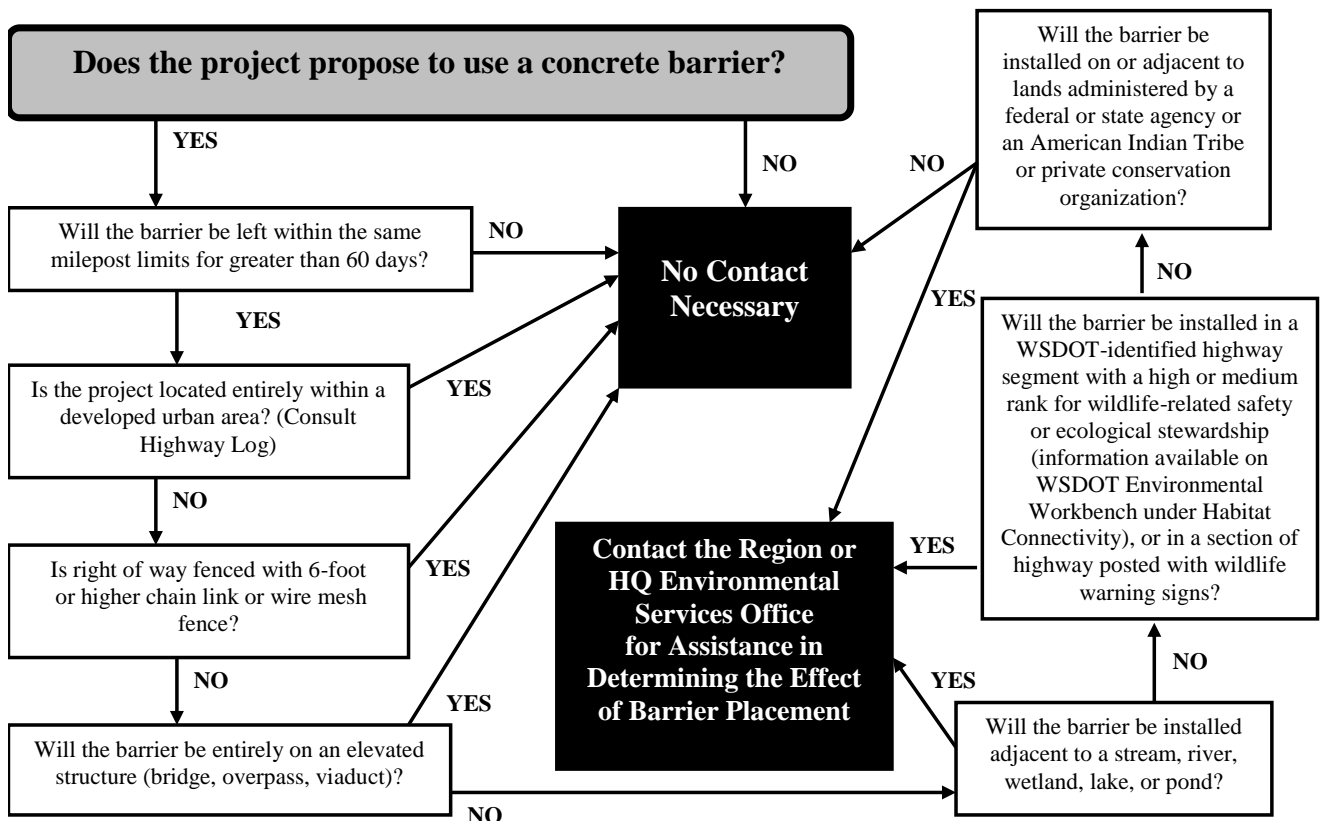 Does the project propose to use a concrete barrier?
YES
NO
Will the barrier be left within the same
milepost limits for greater than 60 days?
NO
YES
Is the project located entirely within a
developed urban area? (Consult
Highway Log)
YES
NO
Is right of way fenced with 6-foot
or higher chain link or wire mesh
fence?
YES
NO
Will the barrier be entirely on an elevated
structure (bridge, overpass, viaduct)?
YES
NO
No Contact
Necessary
Contact the Region or
HQ Environmental
Services Office
for Assistance in
Determining the Effect
of Barrier Placement
Will the barrier be installed
adjacent to a stream, river,
wetland, lake, or pond?
YES
NO
Will the barrier be installed in a
WSDOT-identified highway
segment with a high or medium
rank for wildlife-related safety
or ecological stewardship
(information available on
WSDOT Environmental
Workbench under Habitat
Connectivity), or in a section of
highway posted with wildlife
warning signs?
YES
NO
Will the barrier be
installed on or adjacent to
lands administered by a
federal or state agency or
an American Indian Tribe
or private conservation
organization?
NO
YES